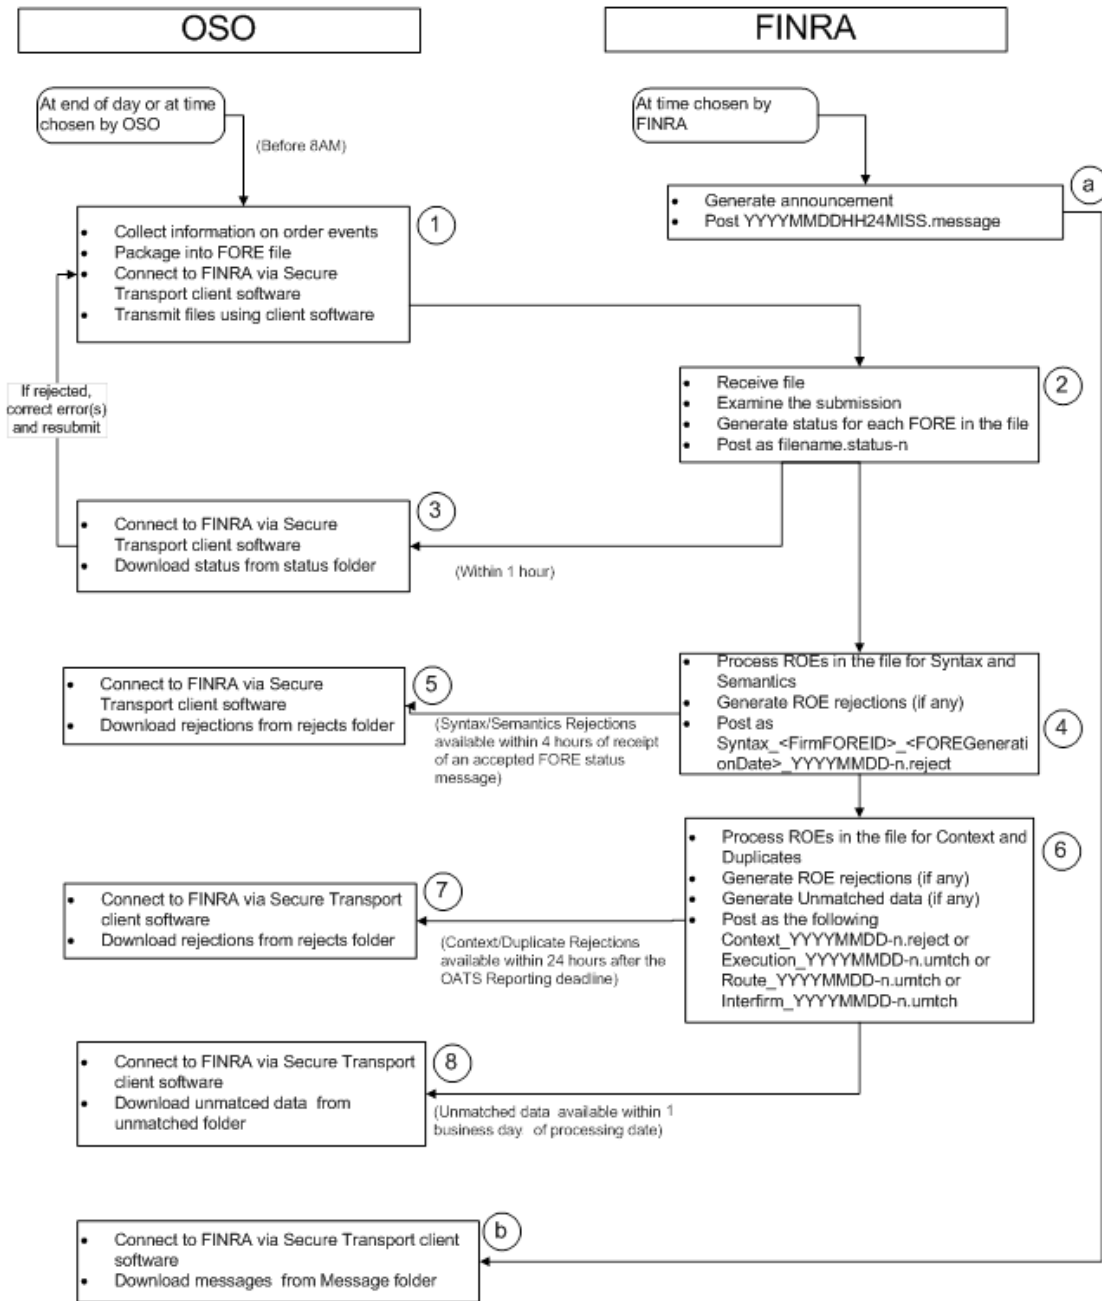 OSO
FINRA
At end of day or at time
chosen by OSO
At time chosen by
FINRA
(Before 8AM)
a
• Generate announcement
• Post YYYYMMDDHH24MISS.message
1
• Collect information on order events
• Package into FORE file
• Connect to FINRA via Secure
Transport client software
• Transmit files using client software
If rejected,
correct error(s)
and resubmit
2
• Receive file
• Examine the submission
• Generate status for each FORE in the file
• Post as filename.status-n
3
• Connect to FINRA via Secure
Transport client software
• Download status from status folder
(Within 1 hour)
• Process ROEs in the file for Syntax and
Semantics
• Generate ROE rejections (if any)
• Post as
Syntax_<FirmFOREID>_<FOREGenerati
onDate>_YYYYMMDD-n.reject
4
5
• Connect to FINRA via Secure
Transport client software
• Download rejections from rejects folder
(Syntax/Semantics Rejections
available within 4 hours of receipt
of an accepted FORE status
message)
6
• Process ROEs in the file for Context and
Duplicates
• Generate ROE rejections (if any)
• Generate Unmatched data (if any)
• Post as the following
Context_YYYYMMDD-n.reject or
Execution_YYYYMMDD-n.umtch or
Route_YYYYMMDD-n.umtch or
Interfirm_YYYYMMDD-n.umtch
7
• Connect to FINRA via Secure Transport
client software
• Download rejections from rejects folder
(Context/Duplicate Rejections
available within 24 hours after the
OATS Reporting deadline)
8
• Connect to FINRA via Secure Transport
client software
• Download unmatced data from
unmatched folder
(Unmatched data available within 1
business day of processing date)
b
• Connect to FINRA via Secure Transport client
software
• Download messages from Message folder